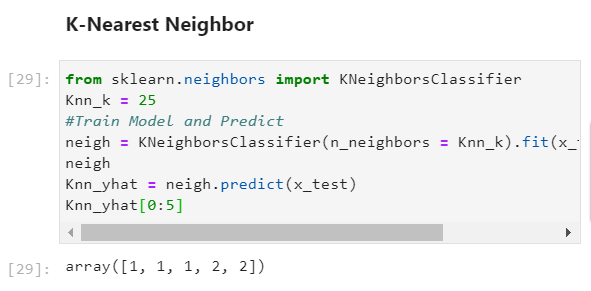 K-Nearest Neighbor
[29]: from sklearn.neighbors import KNeighborsClassifier
Knn_k = 25
#Train Model and Predict
neigh = KNeighborsClassifier(n_neighbors = Knn_k).fit(x_
neigh
Knn_yhat = neigh.predict(x_test)
Knn_yhat[0:5]
[29]: array([1, 1, 1, 2, 2])